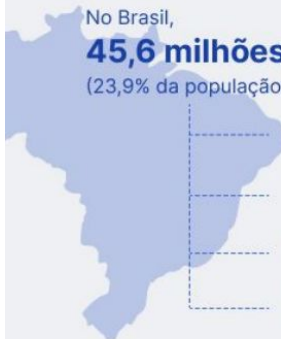 No Brasil,
45,6 milhões
(23,9% da população